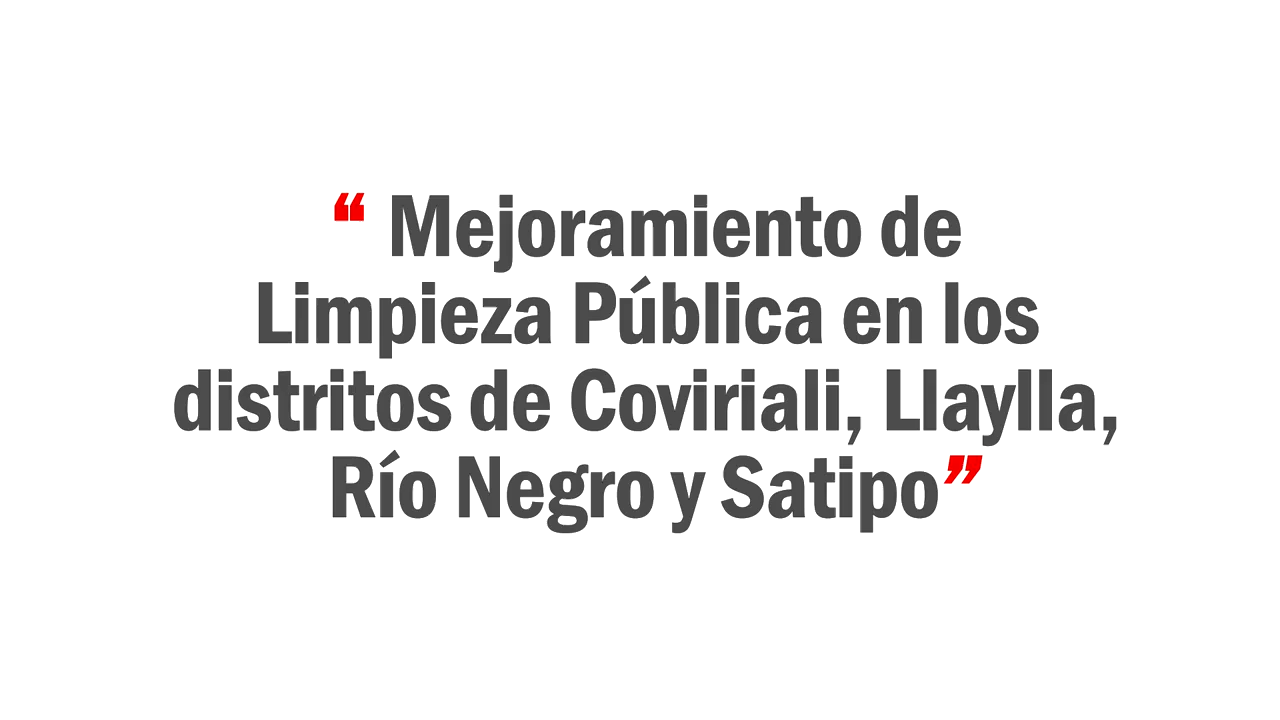 “ Mejoramiento de
Limpieza Pública en los
distritos de Coviriali, Llaylla,
Río Negro y Satipo”